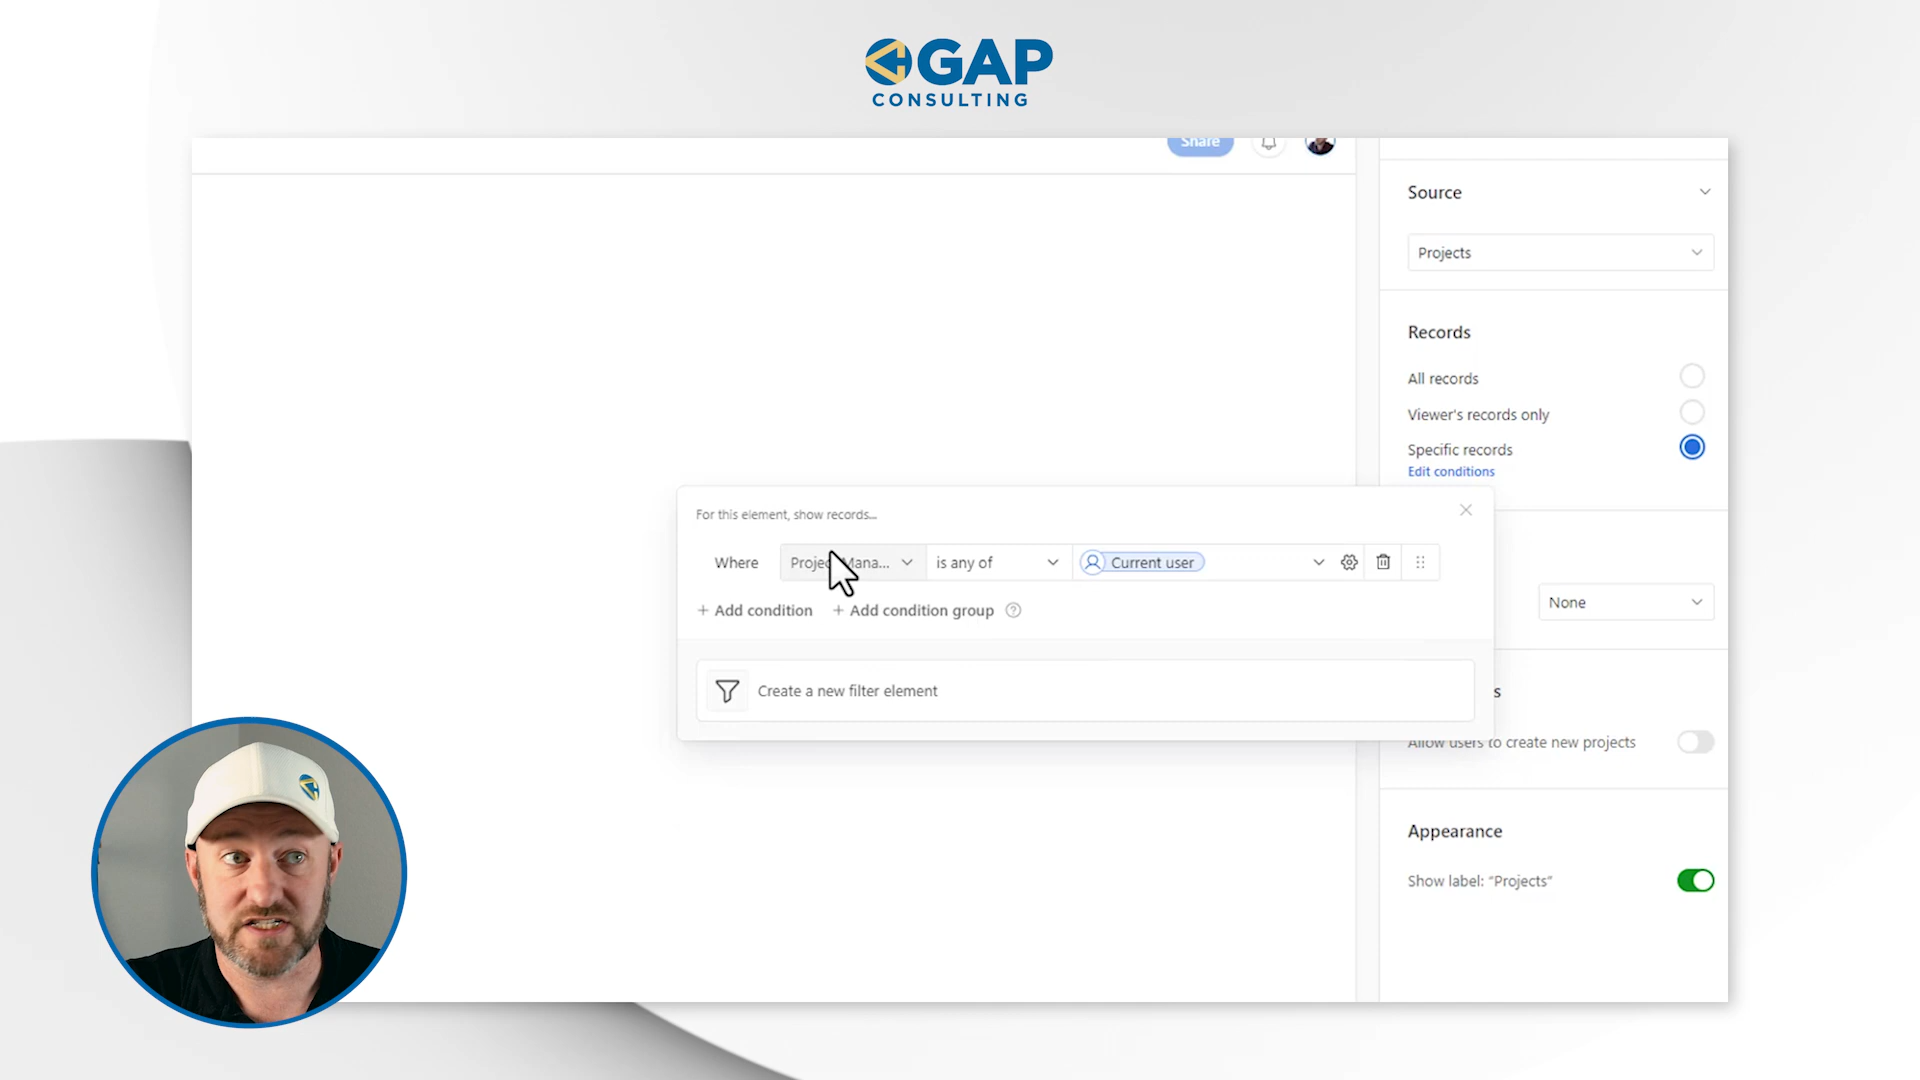 GAP
CONSULTING
Share
Source
Projects
Records
All records
Viewer's records only
Specific records
Edit conditions
For this element, show records...
Where
Mana...
is any of
Current user
+ Add condition
+ Add condition group
None
Create a new filter element
s
Allow users to create new projects
Appearance
Show label: “Projects”